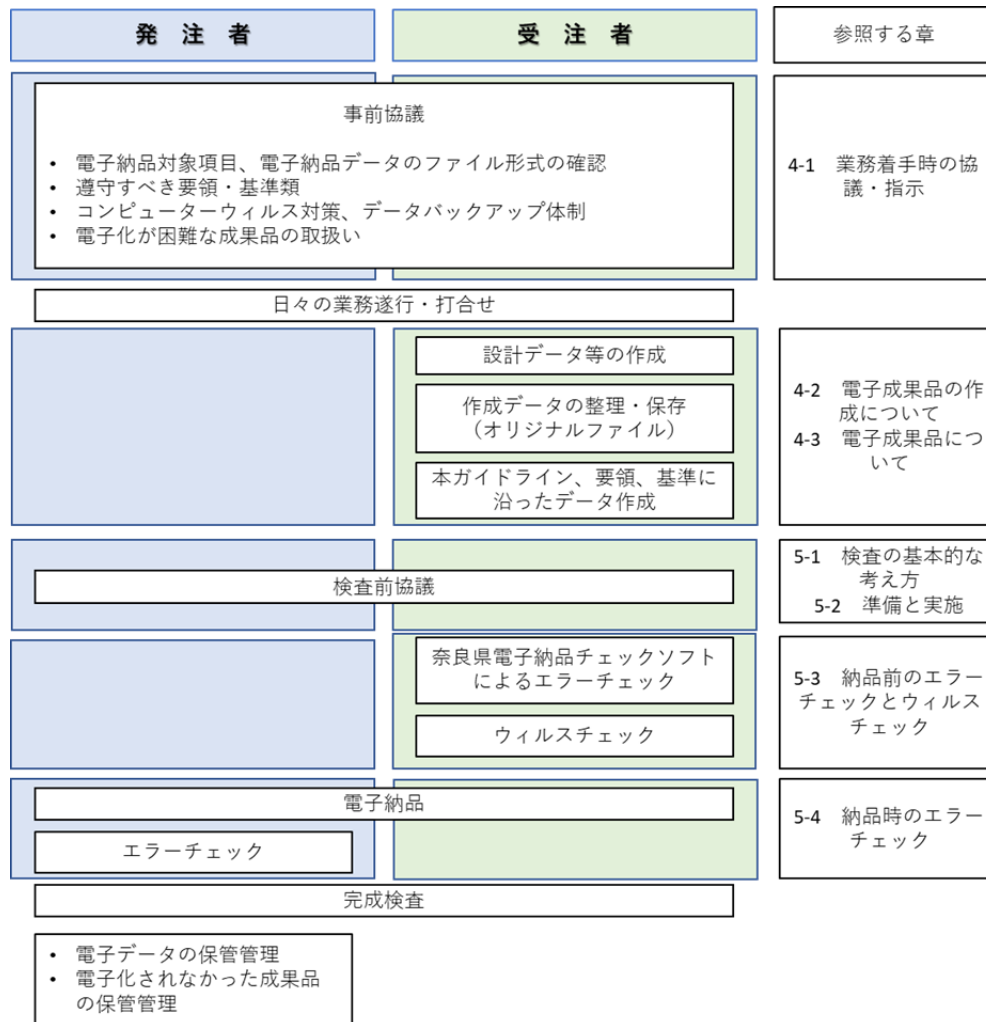 発 注 者
受 注 者
参照する章
事前協議
• 電子納品対象項目、電子納品データのファイル形式の確認
• 遵守すべき要領・基準類
• コンピューターウィルス対策、データバックアップ体制
• 電子化が困難な成果品の取扱い
4-1 業務着手時の協
議・指示
日々の業務遂行・打合せ
設計データ等の作成
作成データの整理・保存
（オリジナルファイル）
本ガイドライン、要領、基準に
沿ったデータ作成
4-2 電子成果品の作
成について
4-3 電子成果品につ
いて
検査前協議
5-1 検査の基本的な
考え方
5-2 準備と実施
奈良県電子納品チェックソフト
によるエラーチェック
ウィルスチェック
5-3 納品前のエラー
チェックとウィルス
チェック
電子納品
エラーチェック
5-4 納品時のエラー
チェック
完成検査
• 電子データの保管管理
• 電子化されなかった成果品
の保管管理